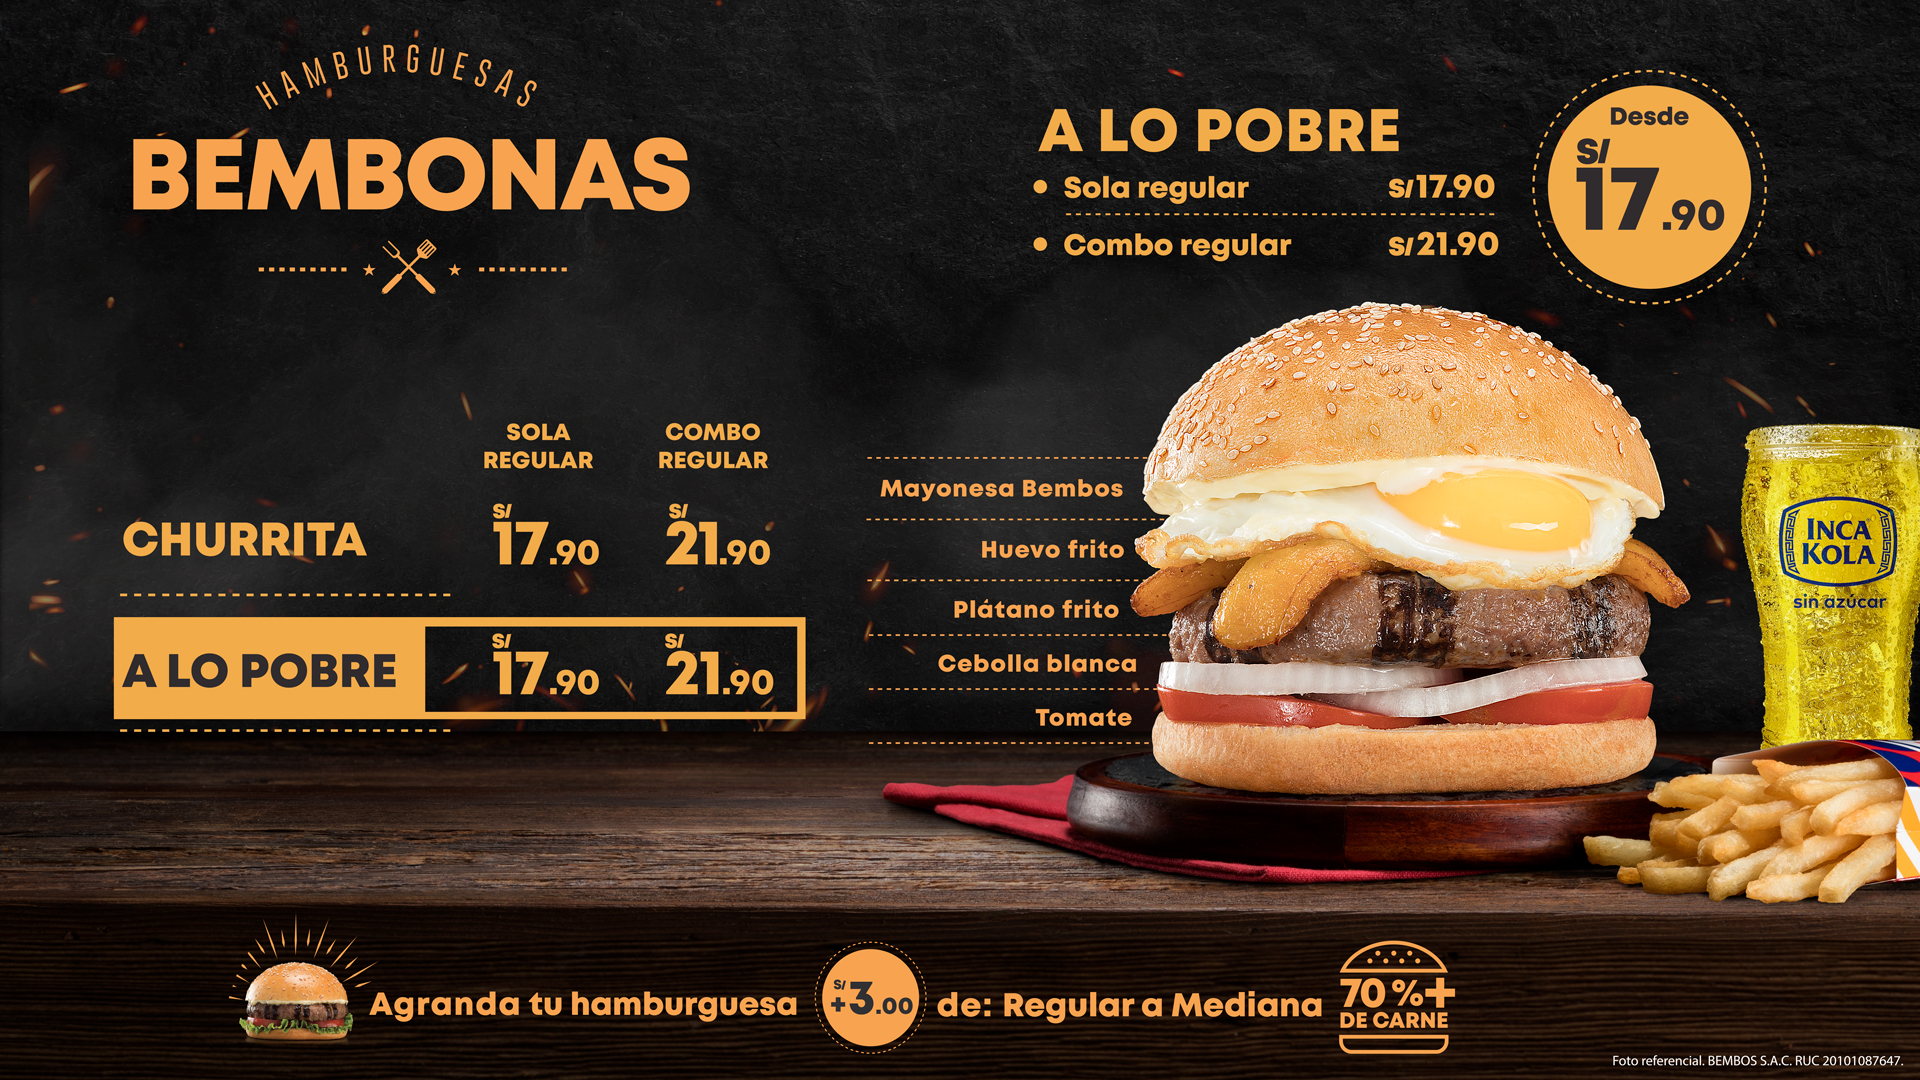 HAMBURGUESAS
BEMBONAS
SOLA REGULAR
COMBO REGULAR
CHURRITA S/17.90 S/21.90
A LO POBRE S/17.90 S/21.90
A LO POBRE
• Sola regular S/17.90
• Combo regular S/21.90
Desde
S/
17.90
Mayonesa Bembos
Huevo frito
Plátano frito
Cebolla blanca
Tomate
INCA
KOLA
sin azúcar
Agranda tu hamburguesa S/+3.00 de: Regular a Mediana
70%+
DE CARNE
Foto referencial. BEMBOS S.A.C. RUC 20101087647.